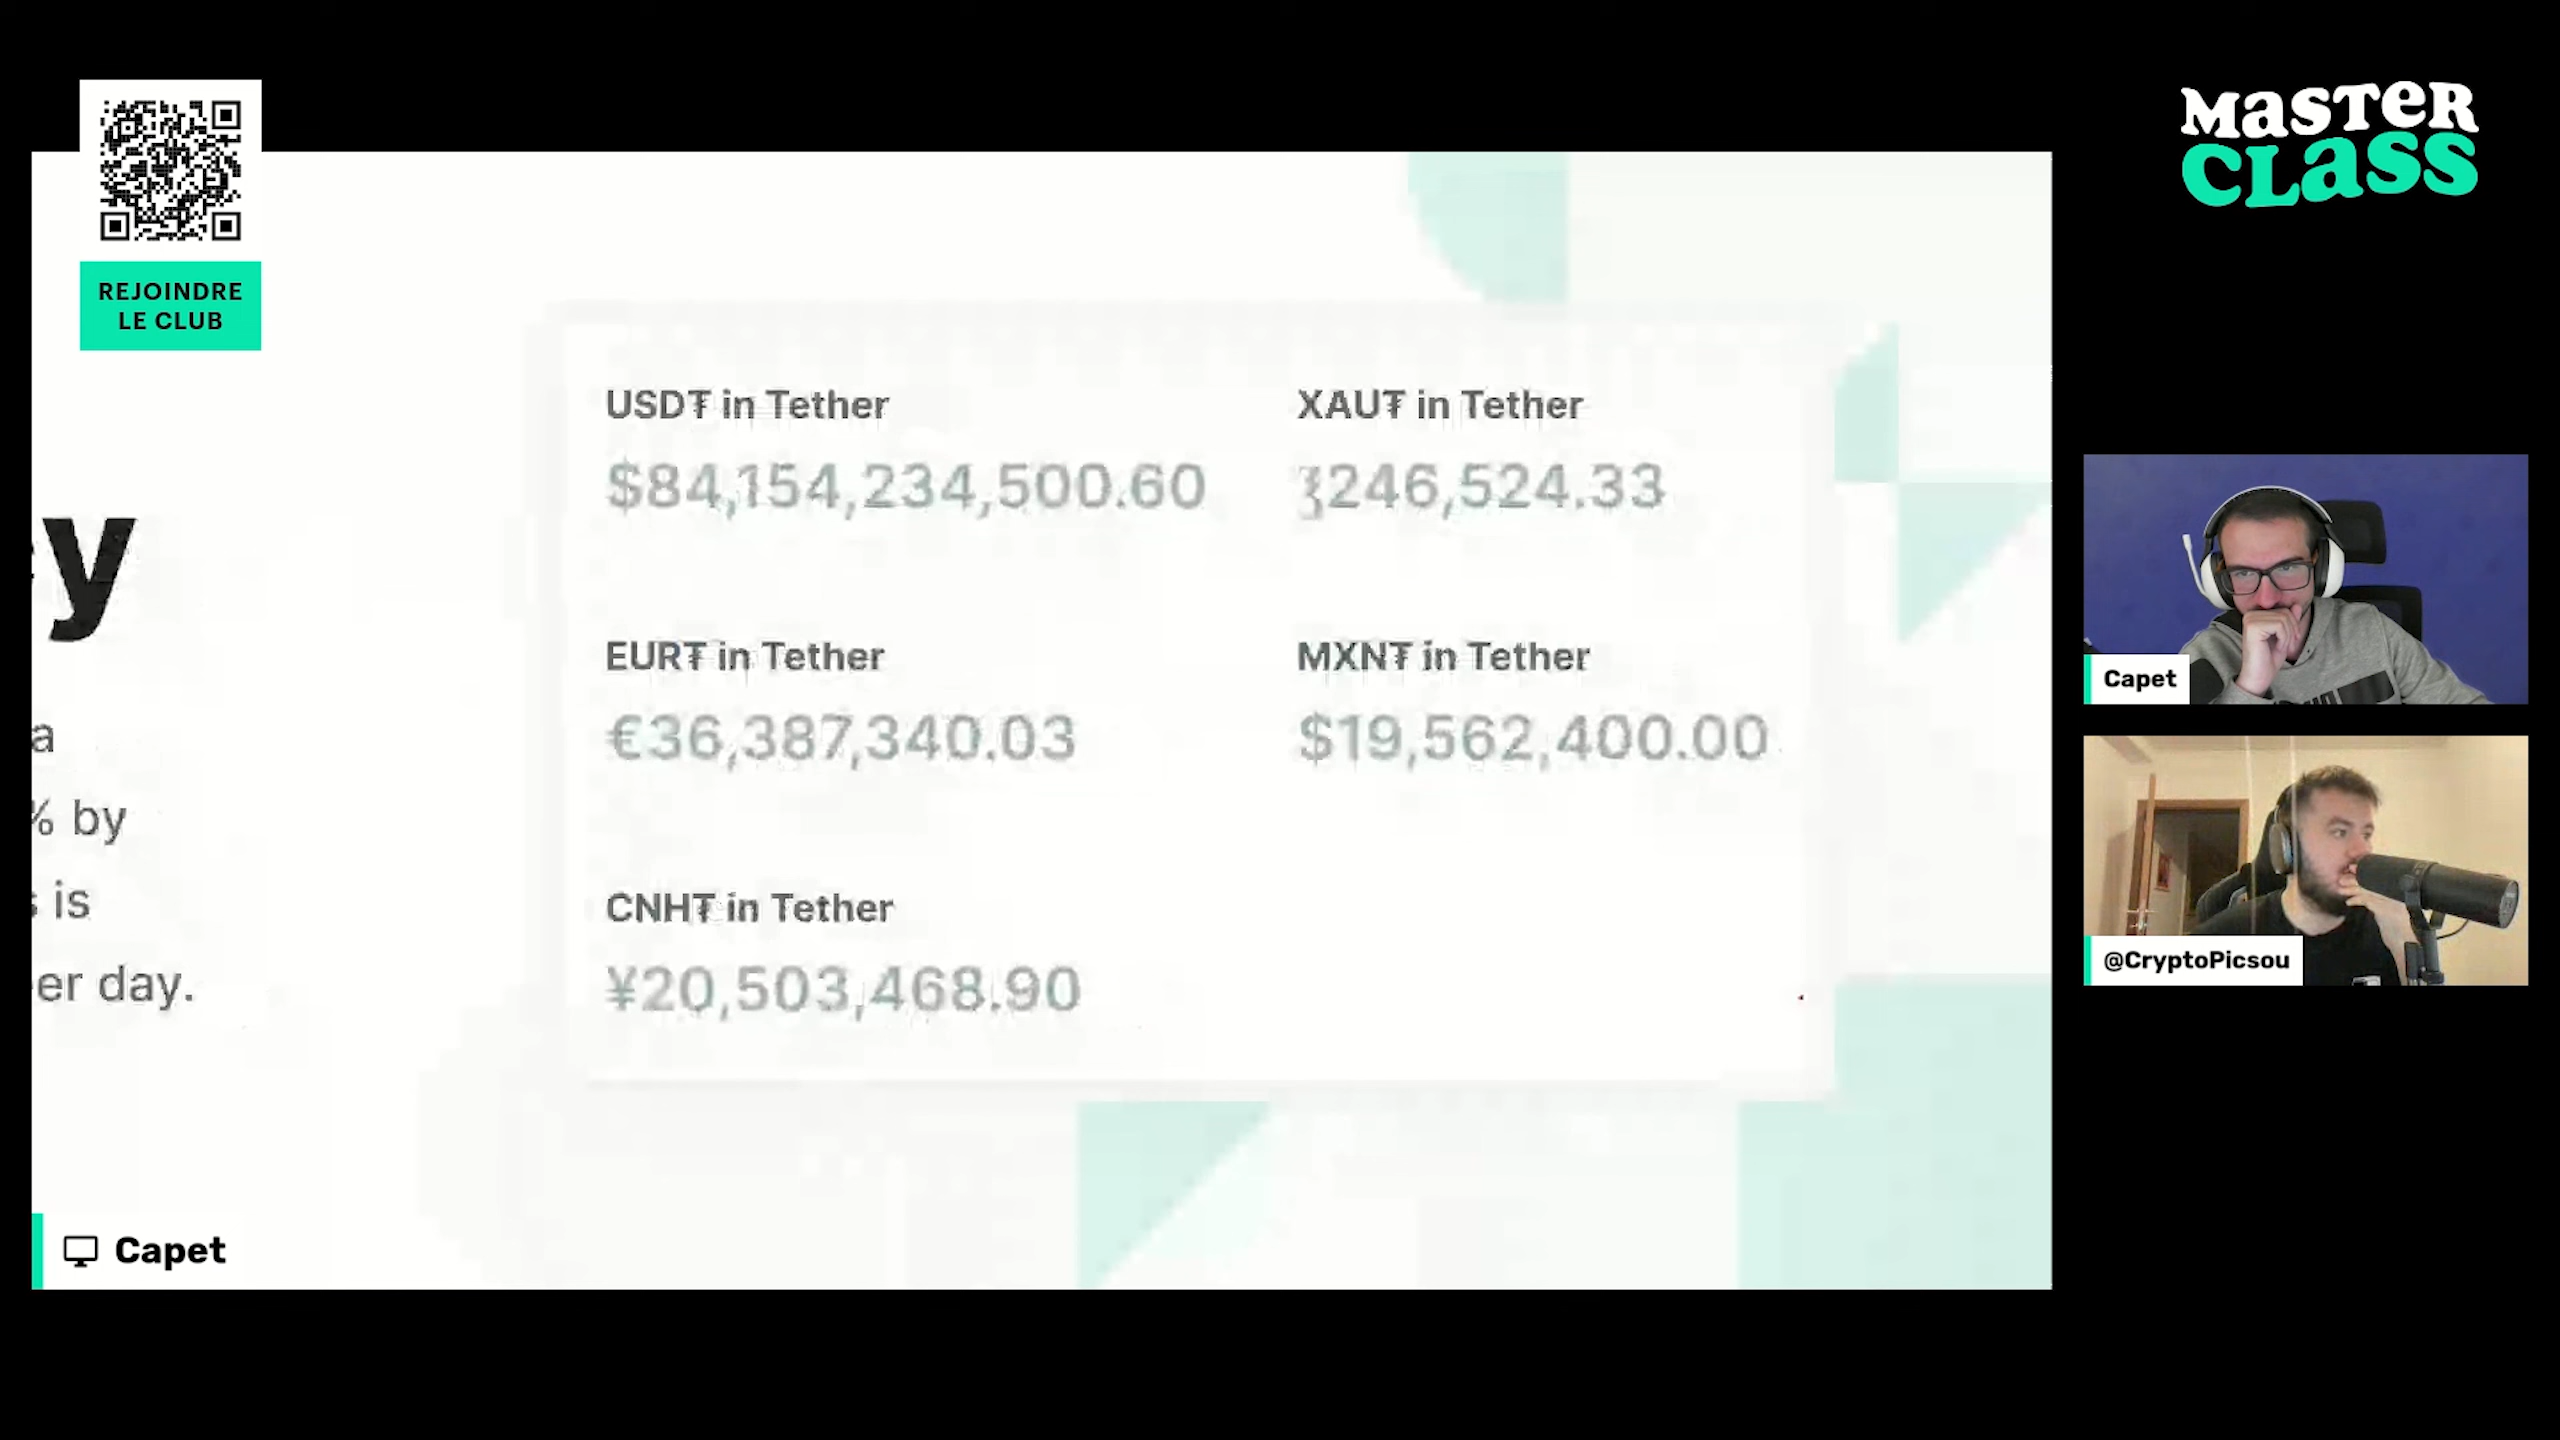 MASTER
CLASS
REJOINDRE
LE CLUB
USD₮ in Tether
XAU₮ in Tether
$84,154,234,500.60
ʒ246,524.33
y
EUR₮ in Tether
MXN₮ in Tether
a
€36,387,340.03
$19,562,400.00
% by
CNH₮ in Tether
is
¥20,503,468.90
er day.
Capet
Capet
@CryptoPicsou